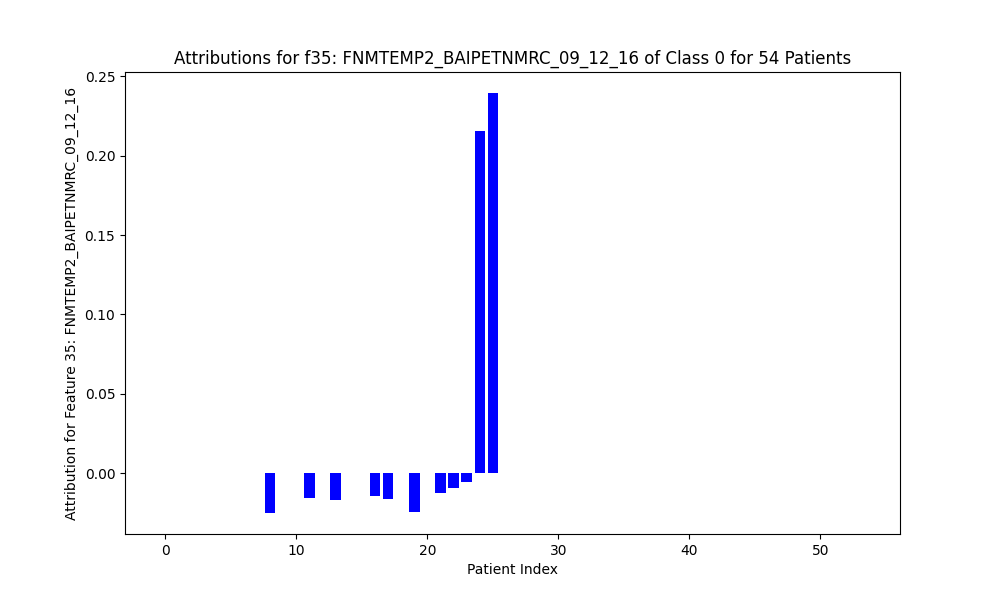 Attributions for f35: FNMTEMP2_BAIPETNMRC_09_12_16 of Class 0 for 54 Patients
Attribution for Feature 35: FNMTEMP2_BAIPETNMRC_09_12_16
0.25
0.20
0.15
0.10
0.05
0.00
0 10 20 30 40 50
Patient Index